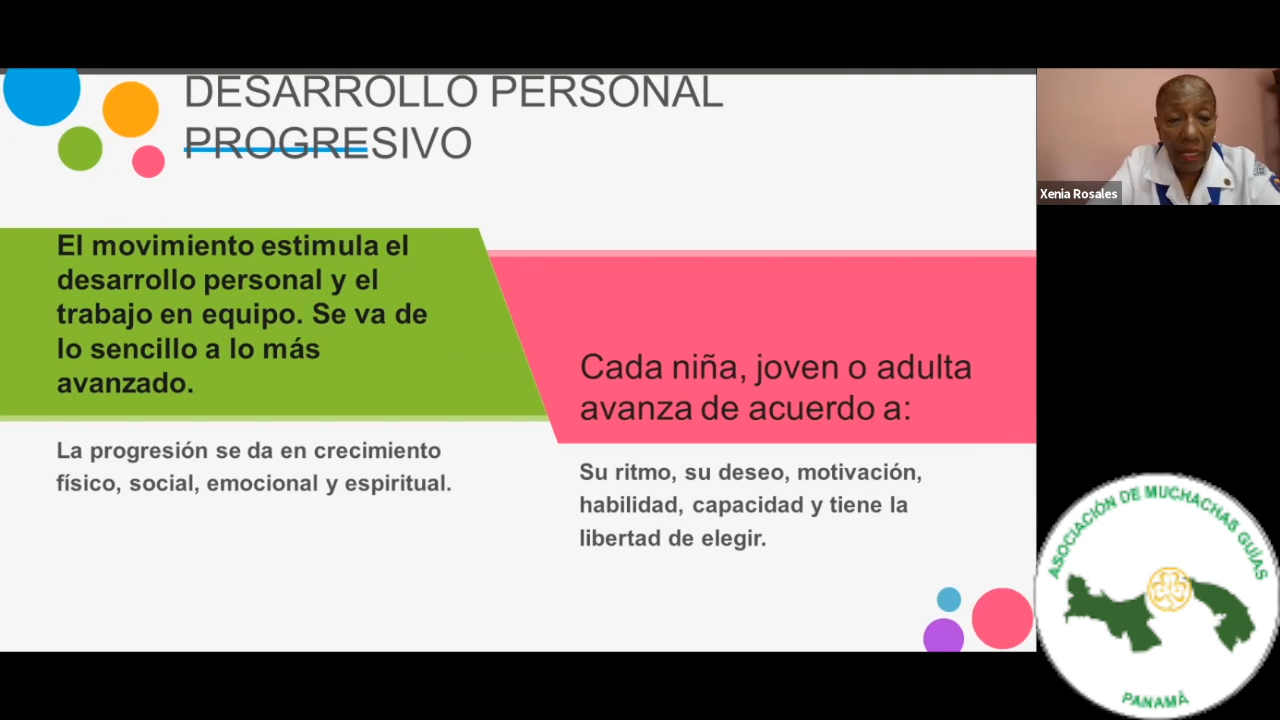 DESARROLLO PERSONAL
PROGRESIVO
El movimiento estimula el
desarrollo personal y el
trabajo en equipo. Se va de
lo sencillo a lo más
avanzado.
La progresión se da en crecimiento
físico, social, emocional y espiritual.
Cada niña, joven o adulta
avanza de acuerdo a:
Su ritmo, su deseo, motivación,
habilidad, capacidad y tiene la
libertad de elegir.
Xenia Rosales
ASOCIACIÓN DE MUCHACHAS GUÍAS
PANAMÁ